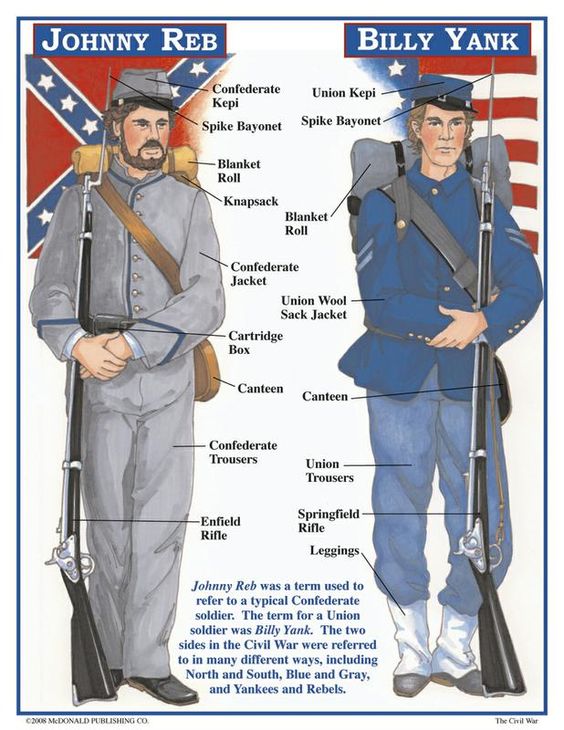 JOHNNY REB
BILLY YANK
Confederate
Kepi
Spike Bayonet
Blanket
Roll
Knapsack
Confederate
Jacket
Cartridge
Box
Canteen
Confederate
Trousers
Enfield
Rifle
Union Kepi
Spike Bayonet
Blanket
Roll
Union Wool
Sack Jacket
Canteen
Union
Trousers
Springfield
Rifle
Leggings
Johnny Reb was a term used to
refer to a typical Confederate
soldier. The term for a Union
soldier was Billy Yank. The two
sides in the Civil War were referred
to in many different ways, including
North and South, Blue and Gray,
and Yankees and Rebels.
©2008 McDONALD PUBLISHING CO.
The Civil War